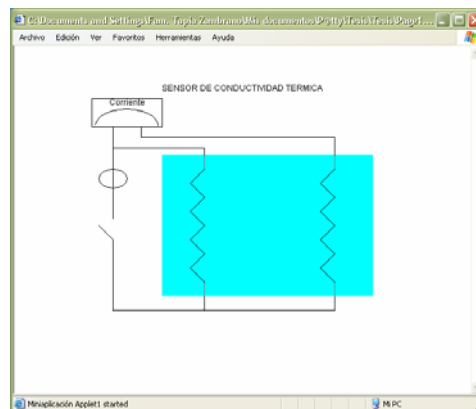 C:\Documents and Settings\Fam. Tapia Zambrano\Mis documentos\Dotty\Tesis\Tesis\Page1...
Archivo Edición Ver Favoritos Herramientas Ayuda
SENSOR DE CONDUCTIVIDAD TERMICA
Corriente
Miniaplicación Applet1 started
Mi PC